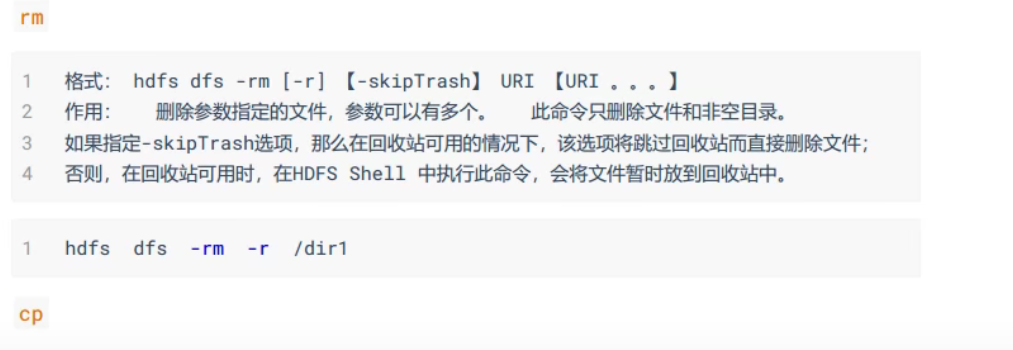 rm
1 格式： hdfs dfs -rm [-r] 【-skipTrash】 URI 【URI 。。。】
2 作用： 删除参数指定的文件，参数可以有多个。 此命令只删除文件和非空目录。
3 如果指定-skipTrash选项，那么在回收站可用的情况下，该选项将跳过回收站而直接删除文件；
4 否则，在回收站可用时，在HDFS Shell 中执行此命令，会将文件暂时放到回收站中。
1 hdfs dfs -rm -r /dir1
cp